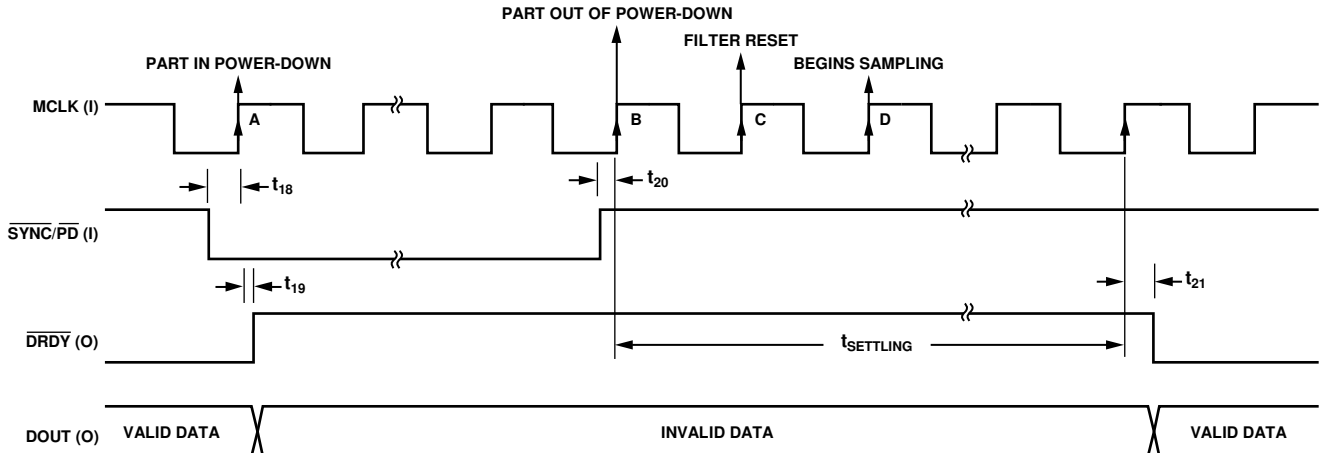 PART OUT OF POWER-DOWN
FILTER RESET
PART IN POWER-DOWN
BEGINS SAMPLING
MCLK (I)
A
B
C
D
t18
t20
SYNC/PD (I)
t19
t21
DRDY (O)
tSETTLING
DOUT (O)
VALID DATA
INVALID DATA
VALID DATA